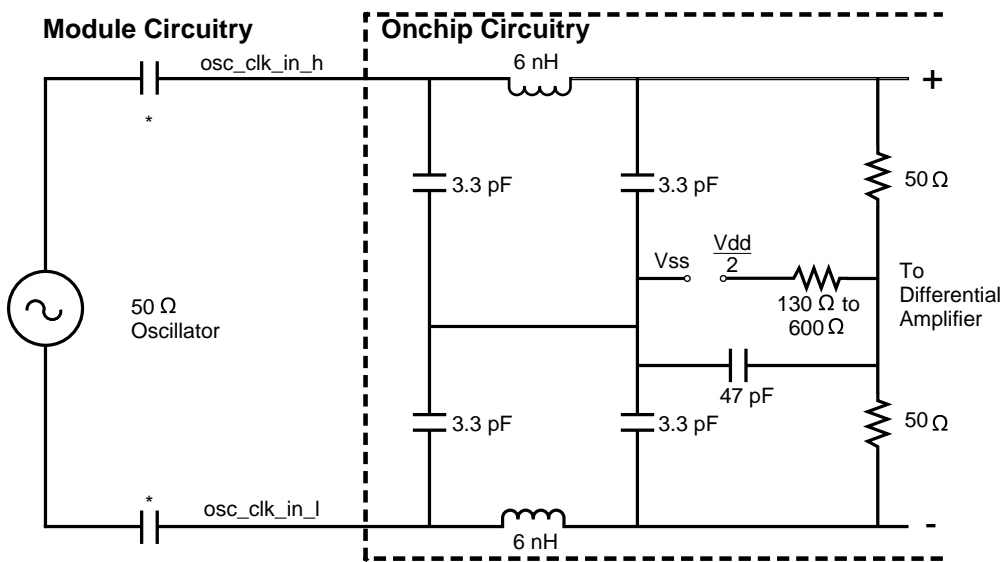 Module Circuitry
Onchip Circuitry
osc_clk_in_h
6 nH
+
*
3.3 pF
3.3 pF
50 Ω
Vss
Vdd
2
To
Differential
Amplifier
130 Ω to
600 Ω
50 Ω
Oscillator
47 pF
3.3 pF
3.3 pF
50 Ω
*
osc_clk_in_l
6 nH
-